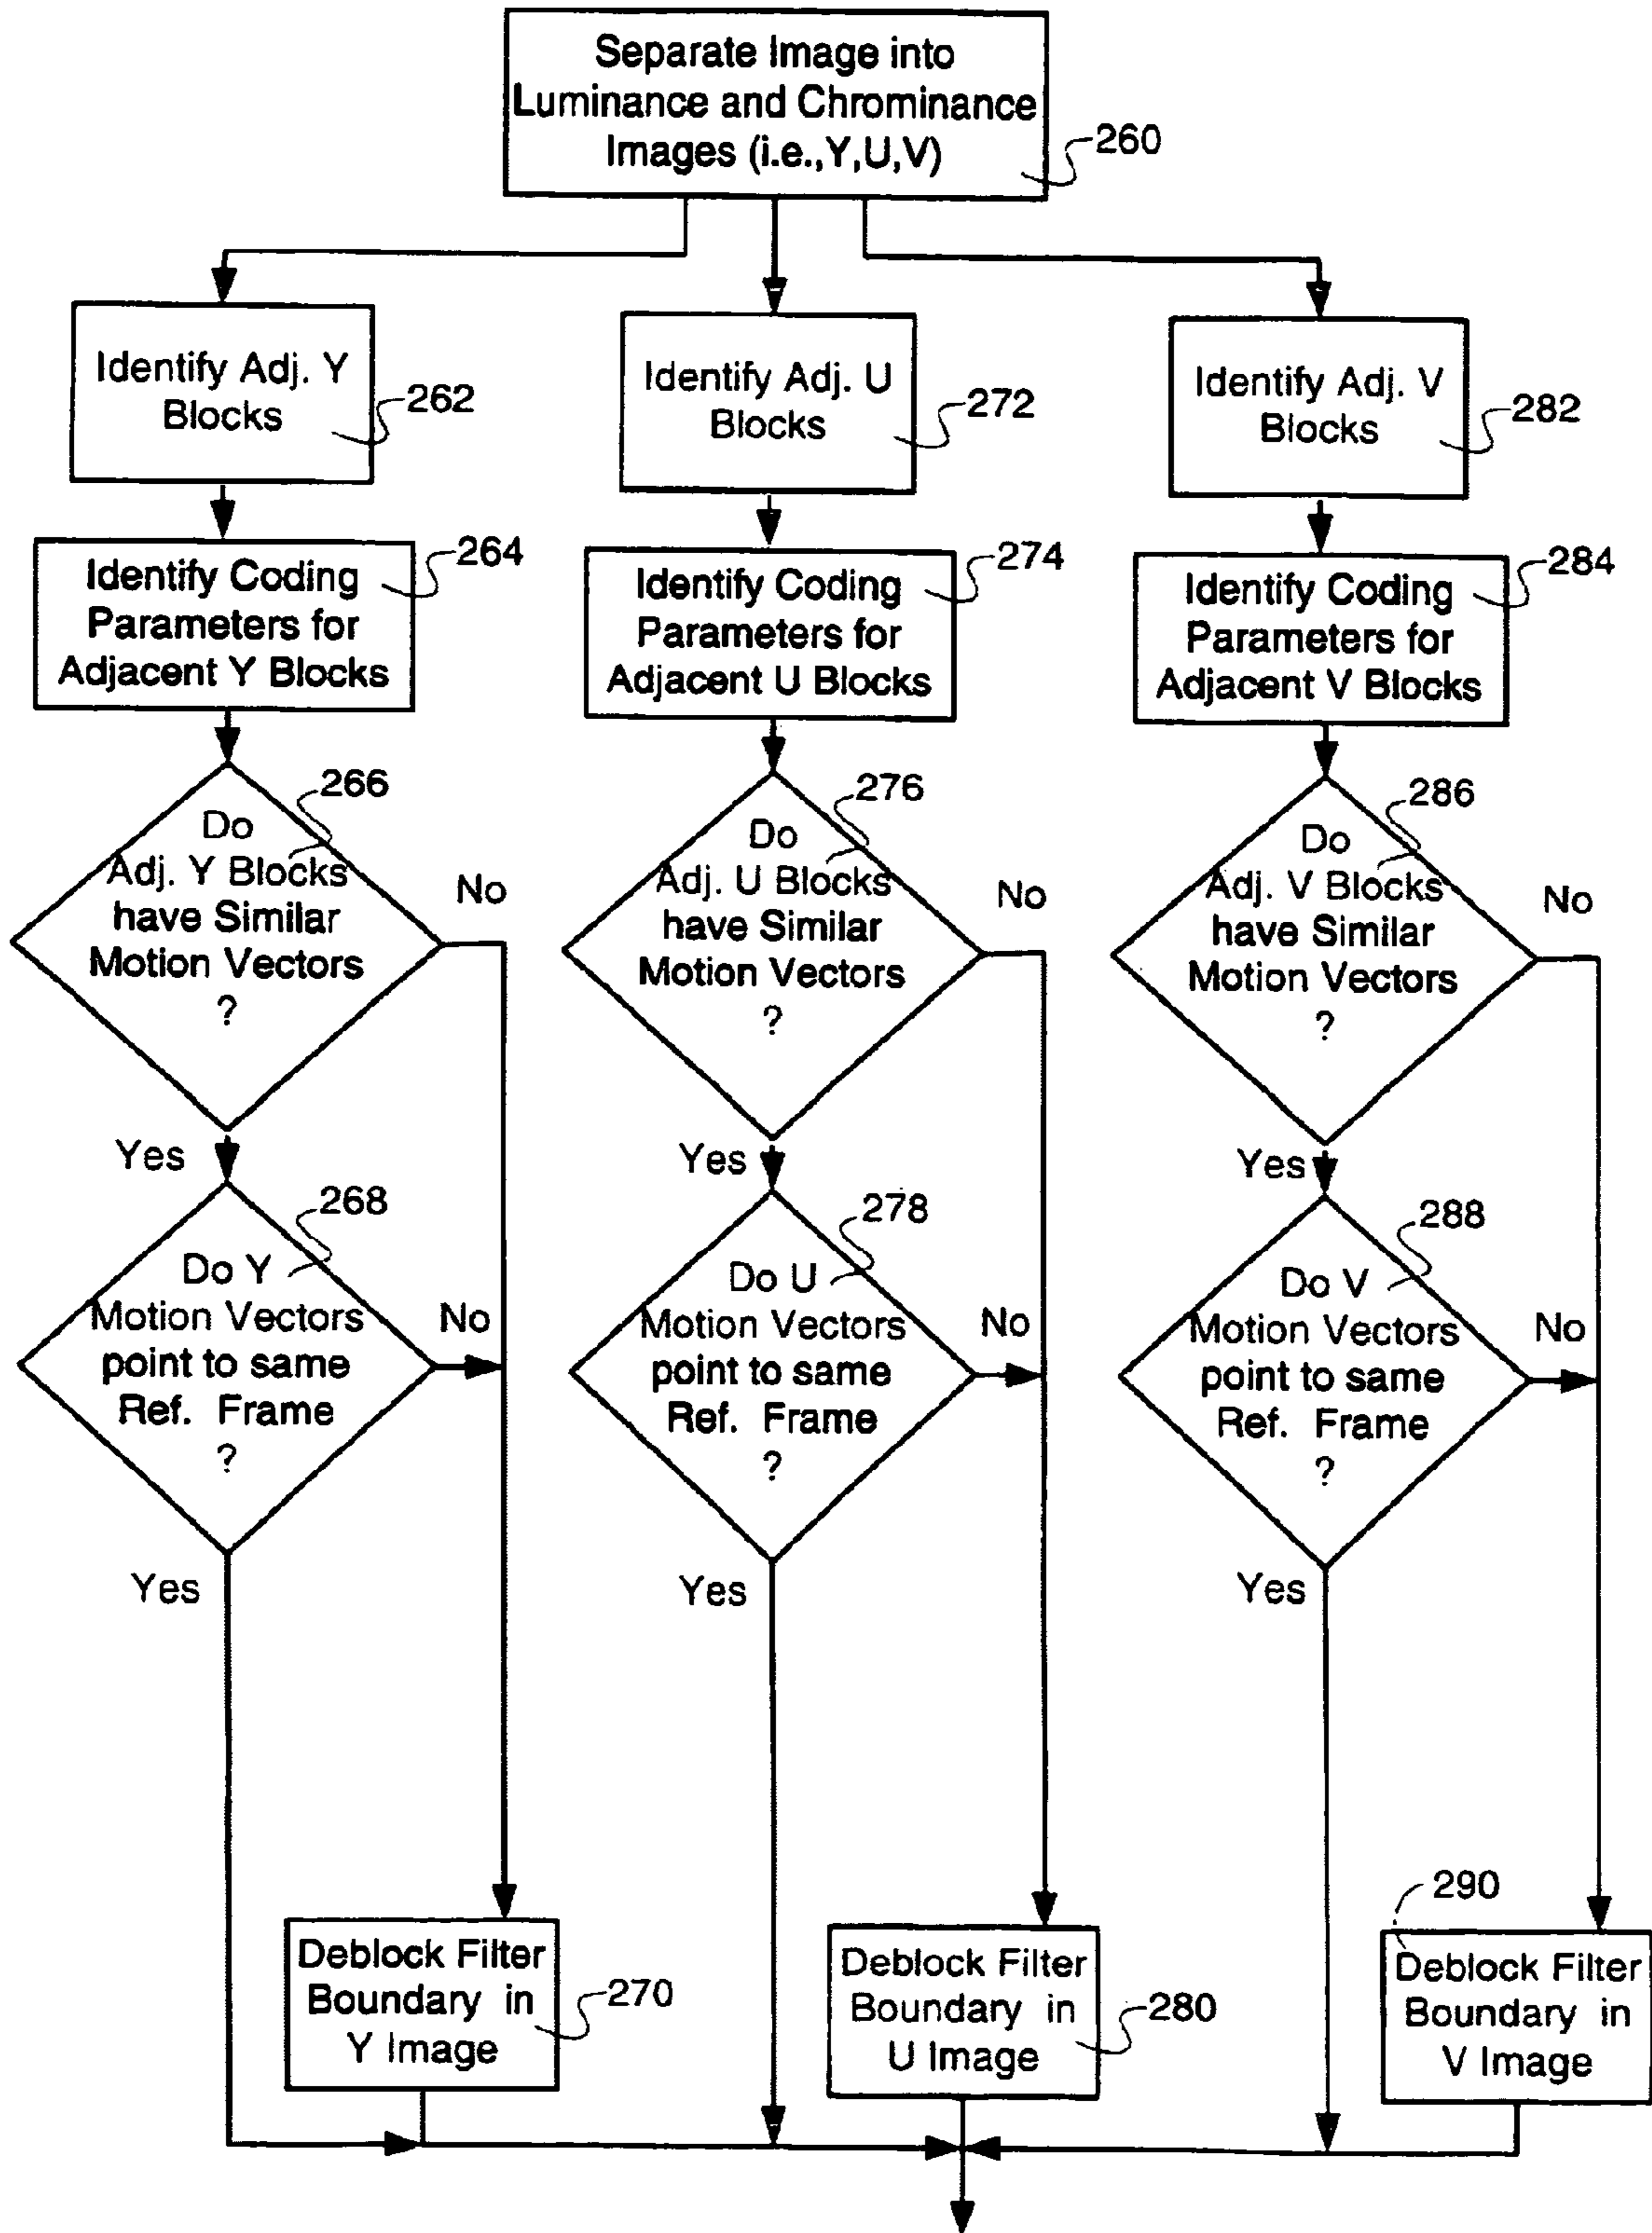 Separate Image into
Luminance and Chrominance
Images (i.e.,Y,U,V)
260
Identify Adj. Y
Blocks
262
Identify Adj. U
Blocks
272
Identify Adj. V
Blocks
282
Identify Coding
Parameters for
Adjacent Y Blocks
264
Identify Coding
Parameters for
Adjacent U Blocks
274
Identify Coding
Parameters for
Adjacent V Blocks
284
266
Do
Adj. Y Blocks
have Similar
Motion Vectors
?
No
Yes
276
Do
Adj. U Blocks
have Similar
Motion Vectors
?
No
Yes
286
Do
Adj. V Blocks
have Similar
Motion Vectors
?
No
Yes
268
Do Y
Motion Vectors
point to same
Ref. Frame
?
No
Yes
278
Do U
Motion Vectors
point to same
Ref. Frame
?
No
Yes
288
Do V
Motion Vectors
point to same
Ref. Frame
?
No
Yes
Deblock Filter
Boundary in
Y Image
270
Deblock Filter
Boundary in
U Image
280
290
Deblock Filter
Boundary in
V Image